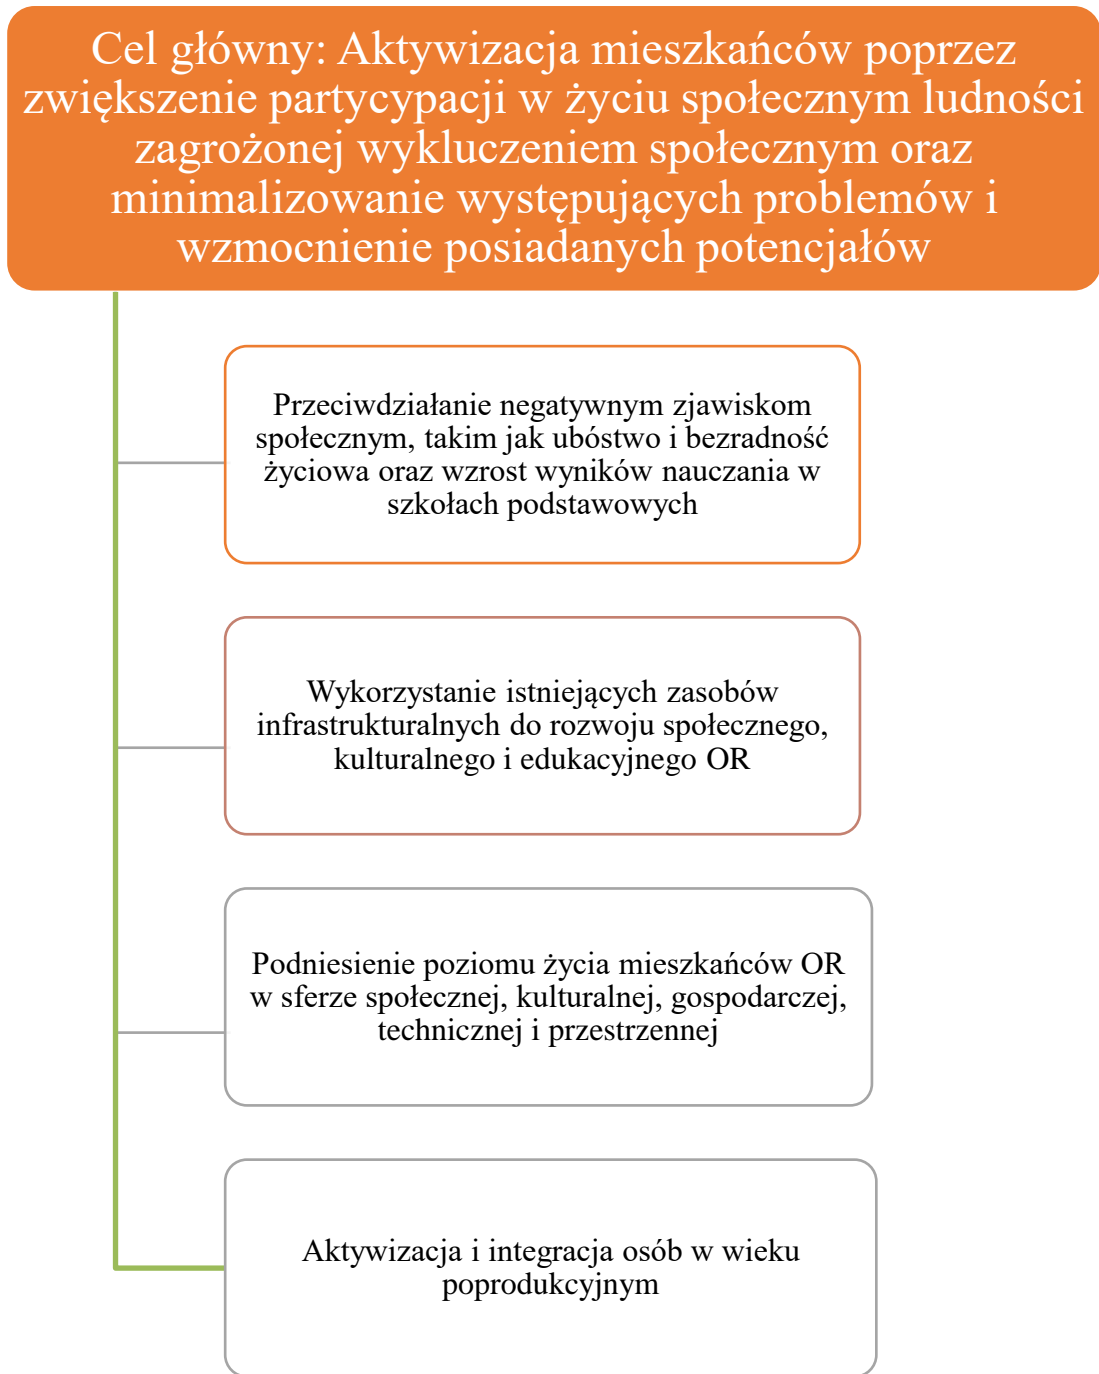 Cel główny: Aktywizacja mieszkańców poprzez
zwiększenie partycypacji w życiu społecznym ludności
zagrożonej wykluczeniem społecznym oraz
minimalizowanie występujących problemów i
wzmocnienie posiadanych potencjałów
Przeciwdziałanie negatywnym zjawiskom
społecznym, takim jak ubóstwo i bezradność
życiowa oraz wzrost wyników nauczania w
szkołach podstawowych
Wykorzystanie istniejących zasobów
infrastrukturalnych do rozwoju społecznego,
kulturalnego i edukacyjnego OR
Podniesienie poziomu życia mieszkańców OR
w sferze społecznej, kulturalnej, gospodarczej,
technicznej i przestrzennej
Aktywizacja i integracja osób w wieku
poprodukcyjnym